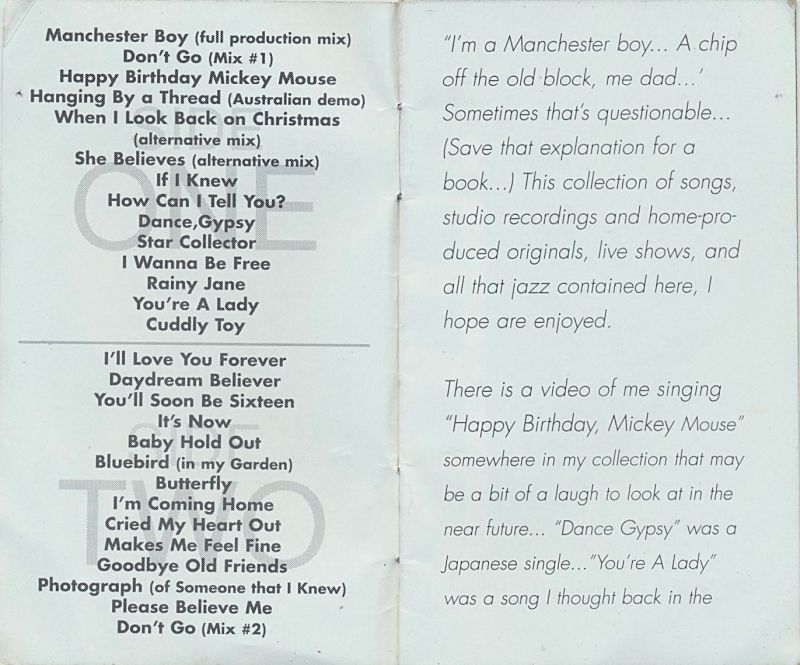 SIDE
ONE
Manchester Boy (full production mix)
Don't Go (Mix #1)
Happy Birthday Mickey Mouse
Hanging By a Thread (Australian demo)
When I Look Back on Christmas
(alternative mix)
She Believes (alternative mix)
If I Knew
How Can I Tell You?
Dance,Gypsy
Star Collector
I Wanna Be Free
Rainy Jane
You're A Lady
Cuddly Toy
SIDE
TWO
I'll Love You Forever
Daydream Believer
You'll Soon Be Sixteen
It's Now
Baby Hold Out
Bluebird (in my Garden)
Butterfly
I'm Coming Home
Cried My Heart Out
Makes Me Feel Fine
Goodbye Old Friends
Photograph (of Someone that I Knew)
Please Believe Me
Don't Go (Mix #2)
"I'm a Manchester boy... A chip
off the old block, me dad...'
Sometimes that's questionable...
(Save that explanation for a
book...) This collection of songs,
studio recordings and home-pro-
duced originals, live shows, and
all that jazz contained here, I
hope are enjoyed.
There is a video of me singing
"Happy Birthday, Mickey Mouse"
somewhere in my collection that may
be a bit of a laugh to look at in the
near future... "Dance Gypsy" was a
Japanese single..."You're A Lady"
was a song I thought back in the